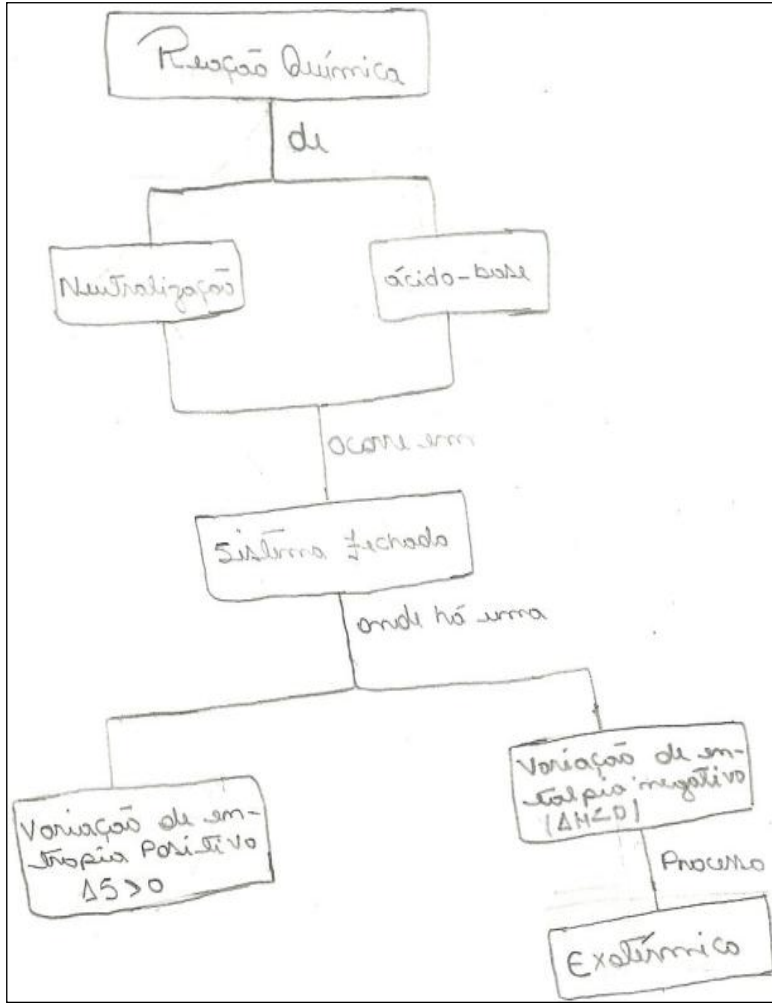 Reação Química
de
Neutralização
ácido-base
ocorre em
Sistema fechado
onde há uma
Variação de en-
tropia Positivo
ΔS>0
Variação de en-
talpia negativo
(ΔH<0)
Processo
Exotérmico